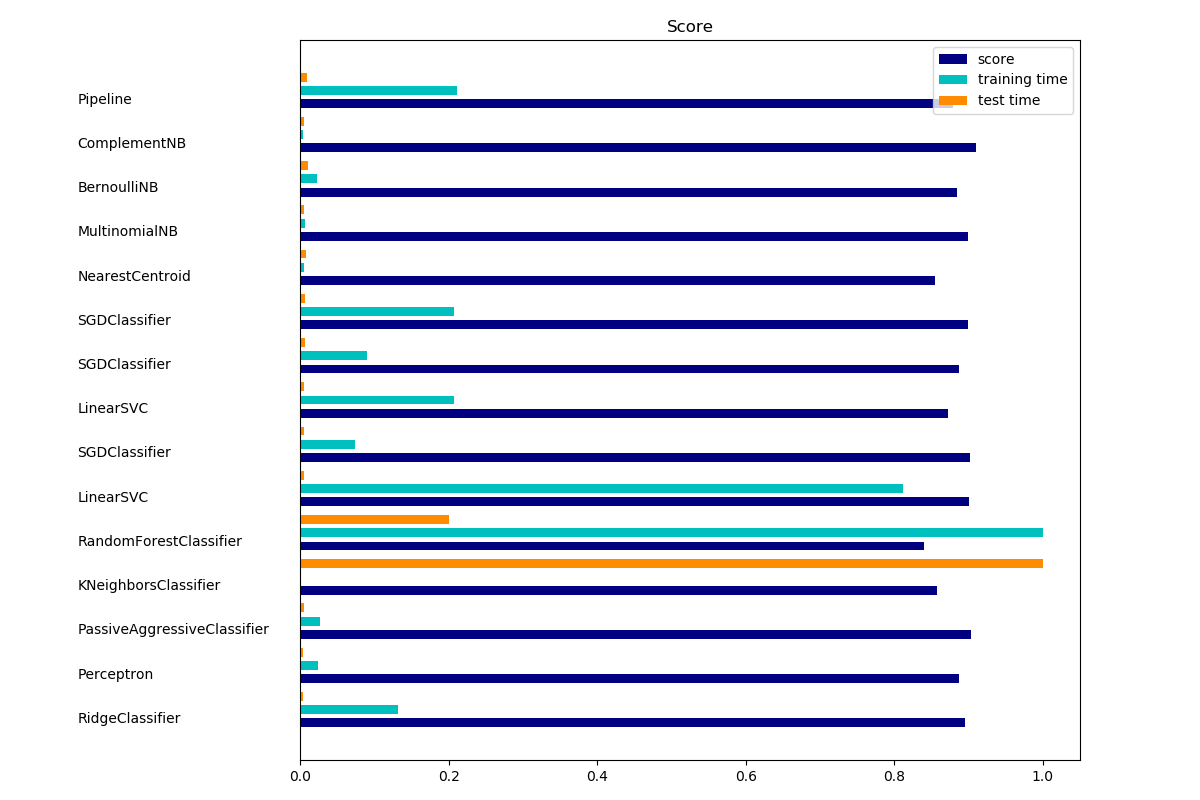 Score
score
training time
test time
Pipeline
ComplementNB
BernoulliNB
MultinomialNB
NearestCentroid
SGDClassifier
SGDClassifier
LinearSVC
SGDClassifier
LinearSVC
RandomForestClassifier
KNeighborsClassifier
PassiveAggressiveClassifier
Perceptron
RidgeClassifier
0.0 0.2 0.4 0.6 0.8 1.0